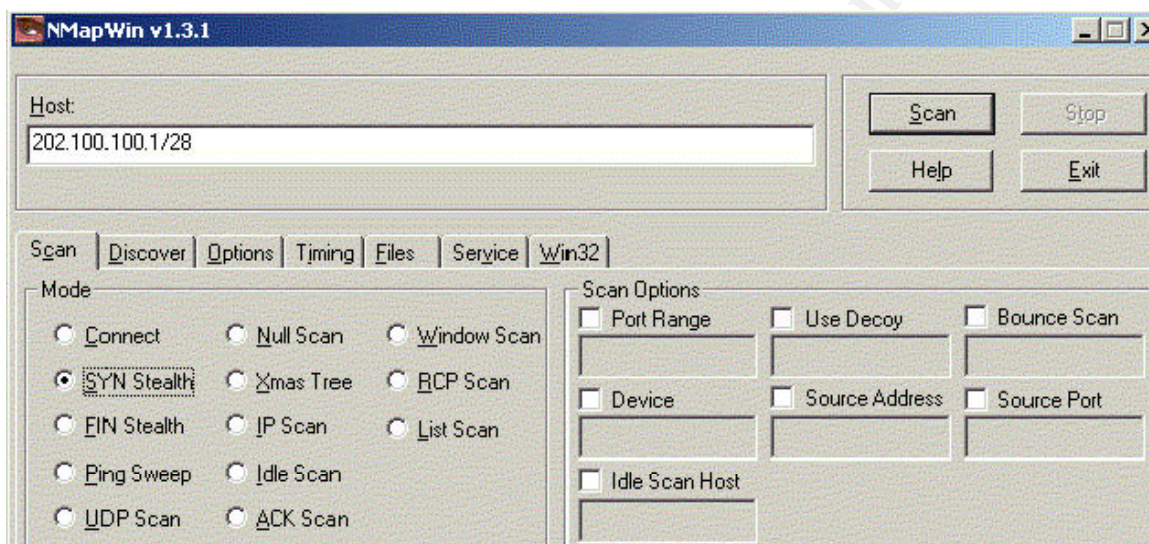 NMapWin v1.3.1
Host:
202.100.100.1/28
Scan
Stop
Help
Exit
Scan Discover Options Timing Files Service Win32
Mode
Connect Null Scan Window Scan
SYN Stealth Xmas Tree RCP Scan
FIN Stealth IP Scan List Scan
Ping Sweep Idle Scan
UDP Scan ACK Scan
Scan Options
Port Range Use Decoy Bounce Scan
Device Source Address Source Port
Idle Scan Host